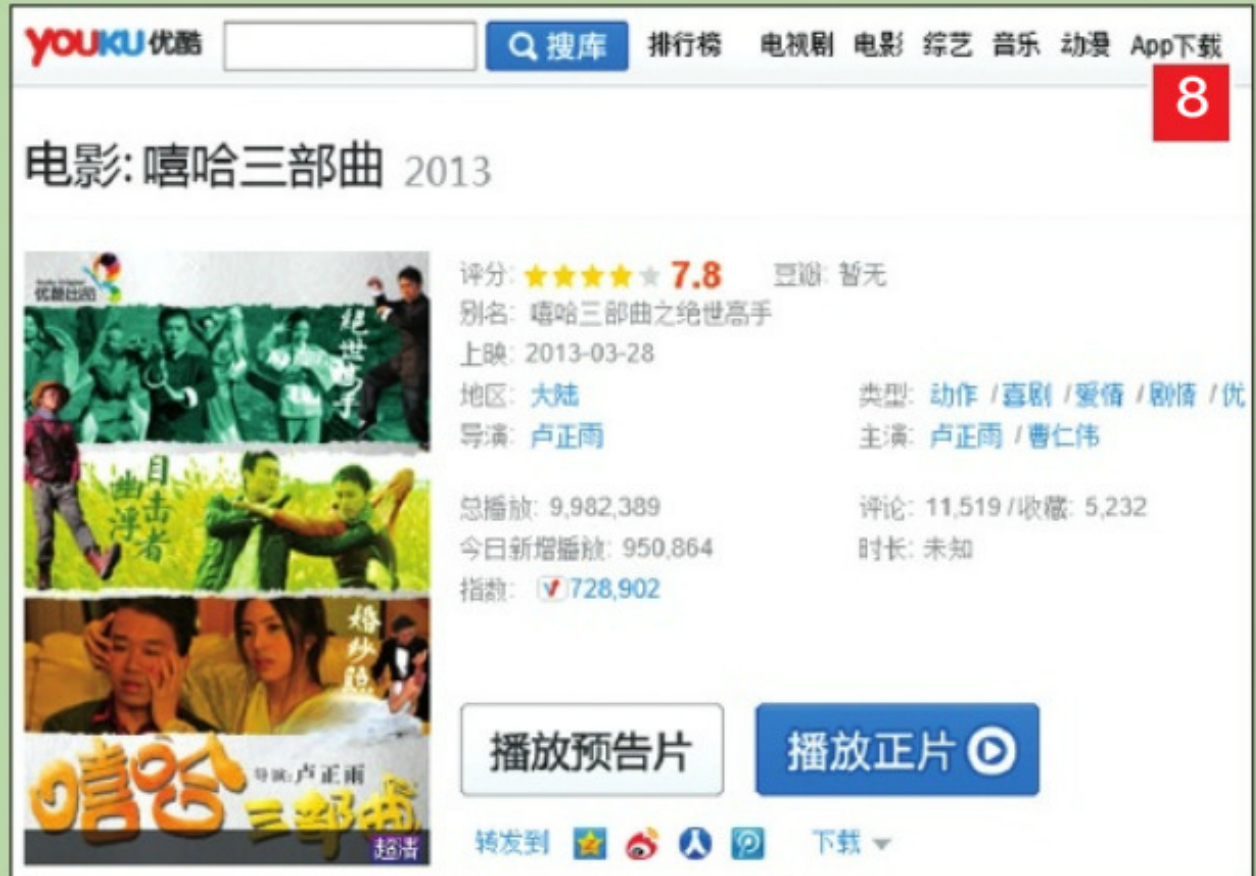 YOUKU 优酷 搜库 排行榜 电视剧 电影 综艺 音乐 动漫 App下载
8
电影: 嘻哈三部曲 2013
优酷出品
绝世高手
目击者
幽浮
婚纱
嘻哈
导演:卢正雨
三部曲
超清
评分: 7.8 豆瓣: 暂无
别名: 嘻哈三部曲之绝世高手
上映: 2013-03-28
地区: 大陆 类型: 动作 / 喜剧 / 爱情 / 剧情 / 优
导演: 卢正雨 主演: 卢正雨 / 曹仁伟
总播放: 9,982,389 评论: 11,519 / 收藏: 5,232
今日新增播放: 950,864 时长: 未知
指数: 728,902
播放预告片 播放正片
转发到 下载